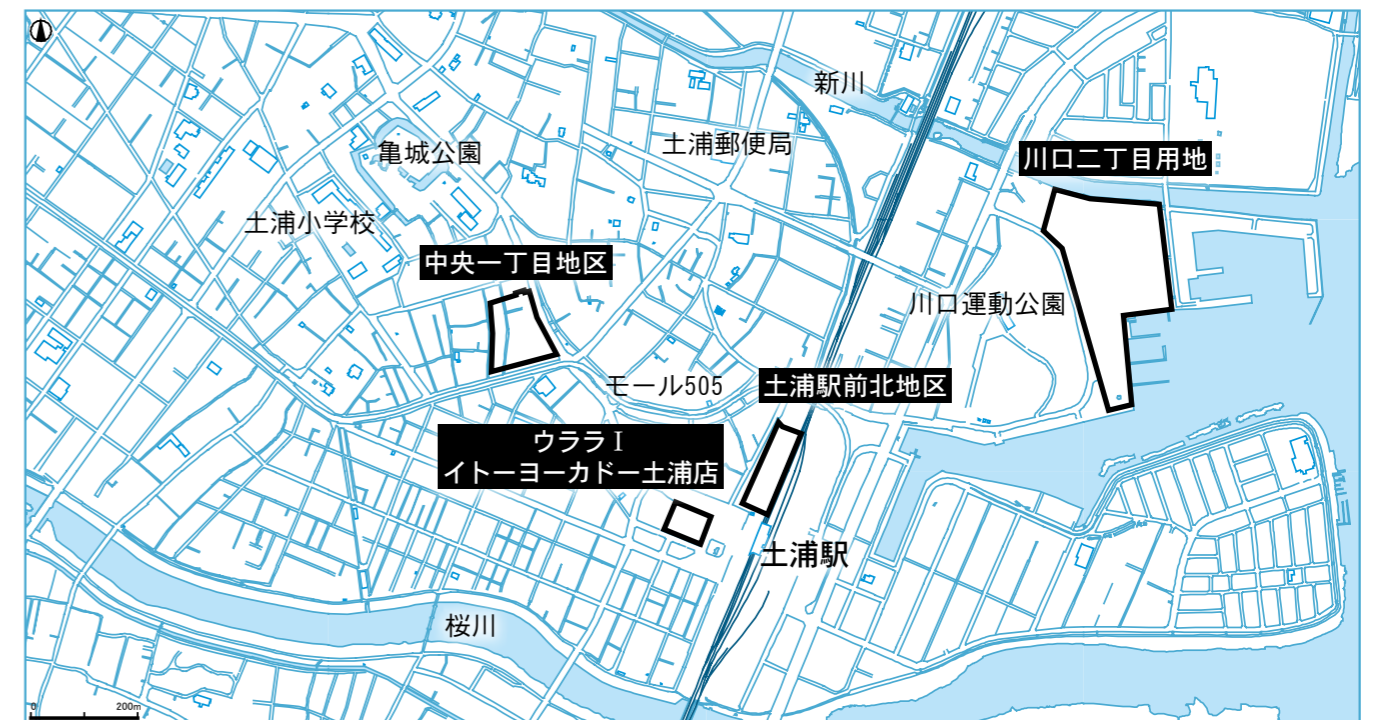 新川
土浦郵便局
亀城公園
川口二丁目用地
土浦小学校
中央一丁目地区
川口運動公園
モール505
土浦駅前北地区
ウララⅠ
イトーヨーカドー土浦店
土浦駅
桜川
0 200m